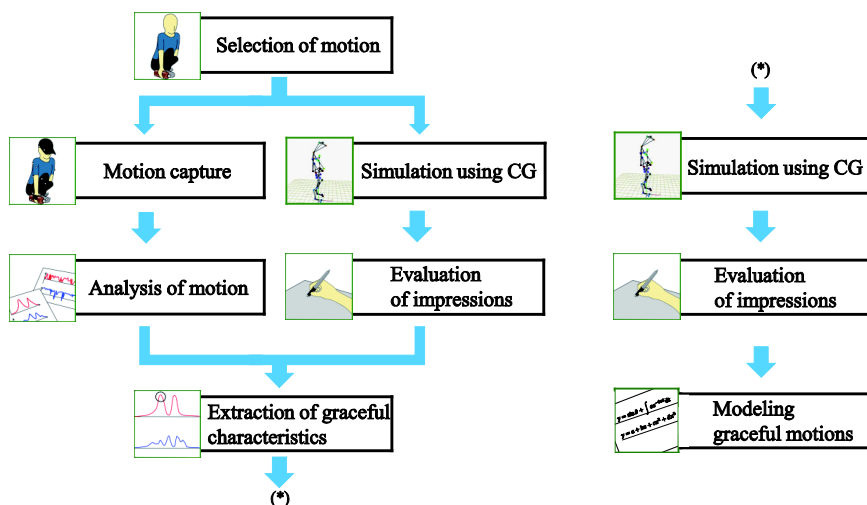 Selection of motion
Motion capture
Simulation using CG
Analysis of motion
Evaluation
of impressions
Extraction of graceful
characteristics
(*)
(*)
Simulation using CG
Evaluation
of impressions
Modeling
graceful motions